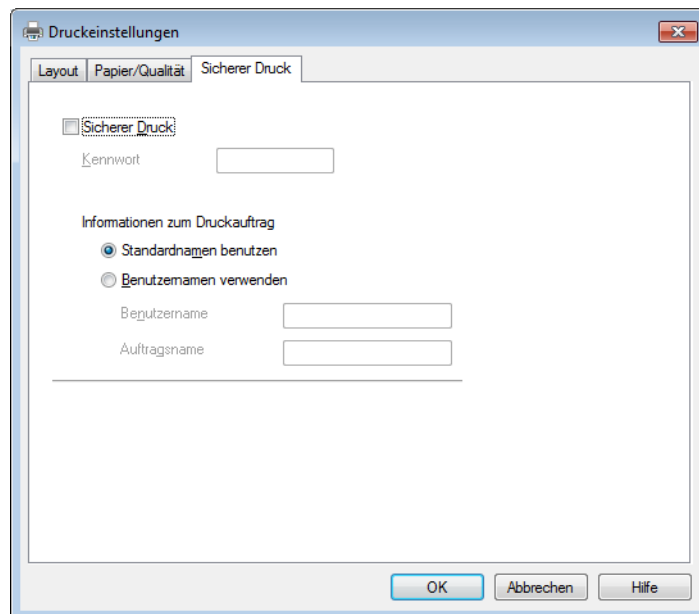 Druckeinstellungen
Layout Papier/Qualität Sicherer Druck
Sicherer Druck
Kennwort
Informationen zum Druckauftrag
Standardnamen benutzen
Benutzernamen verwenden
Benutzername
Auftragsname
OK Abbrechen Hilfe